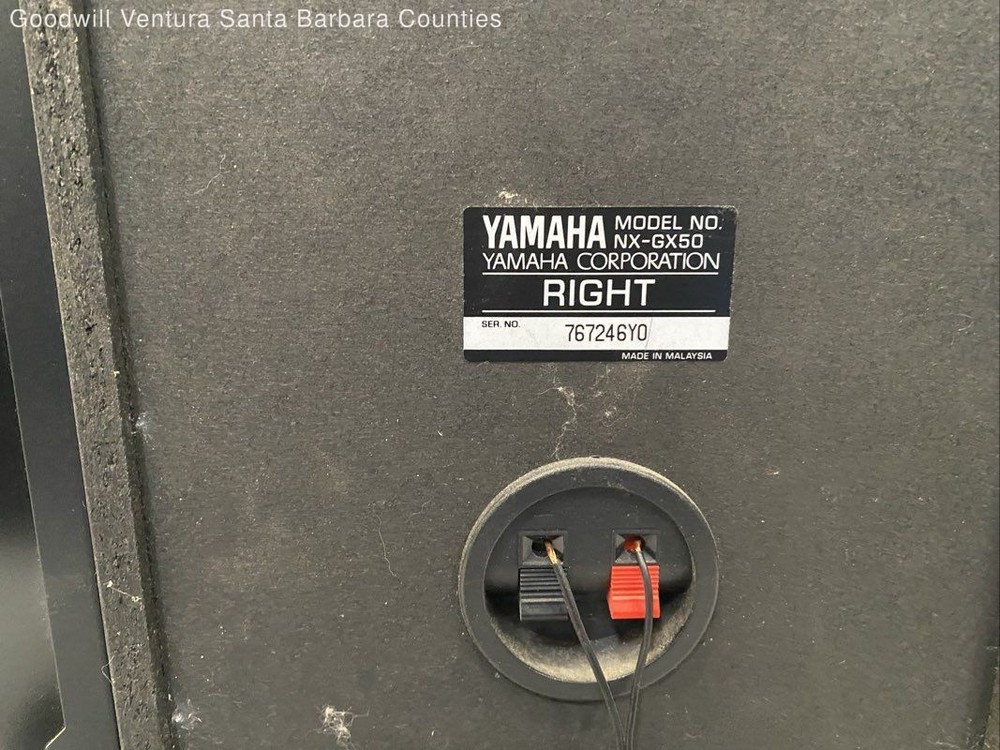 Goodwill Ventura Santa Barbara Counties
YAMAHA MODEL NO.
NX-GX50
YAMAHA CORPORATION
RIGHT
SER. NO. 767246Y0
MADE IN MALAYSIA